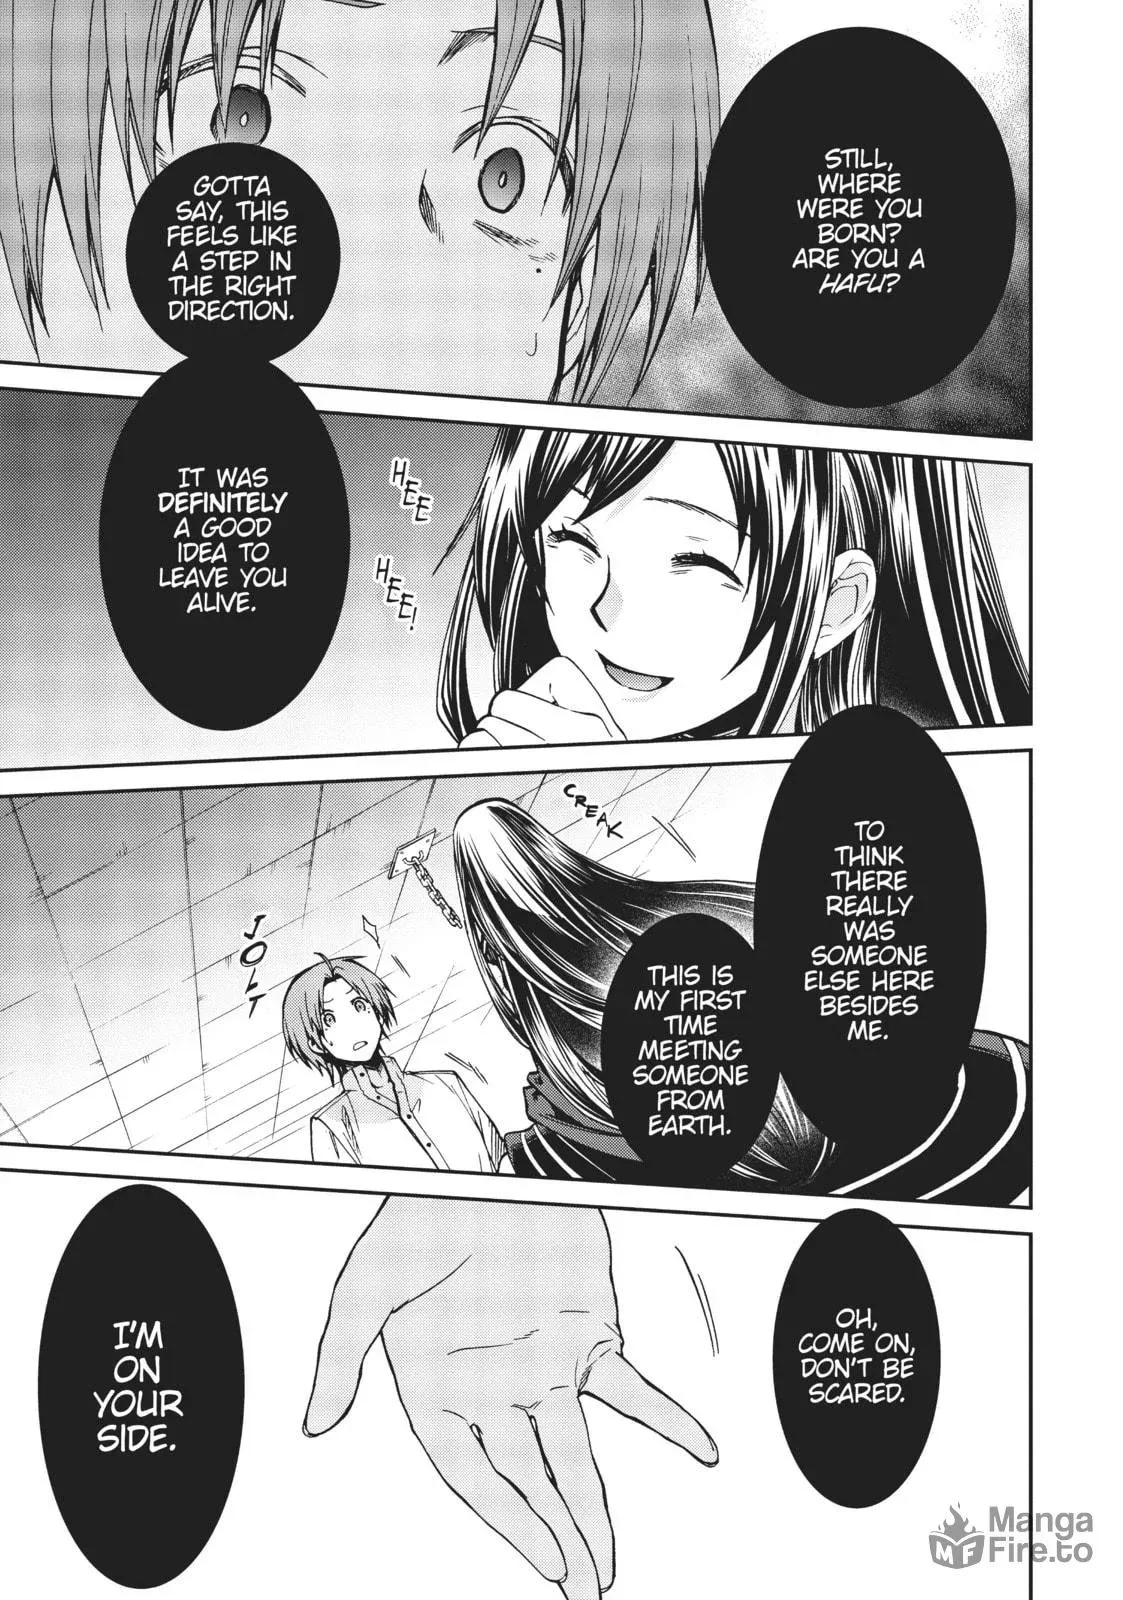 STILL,
WHERE
WERE YOU
BORN?
ARE YOU A
HAFU?
GOTTA
SAY, THIS
FEELS LIKE
A STEP IN
THE RIGHT
DIRECTION.
HEE
HEE!
IT WAS
DEFINITELY
A GOOD
IDEA TO
LEAVE YOU
ALIVE.
TO
THINK
THERE
REALLY
WAS
SOMEONE
ELSE HERE
BESIDES
ME.
CREAK
THIS IS
MY FIRST
TIME
MEETING
SOMEONE
FROM
EARTH.
JOLT
OH,
COME ON,
DON'T BE
SCARED.
I'M
ON
YOUR
SIDE.
MF
Manga
Fire.to